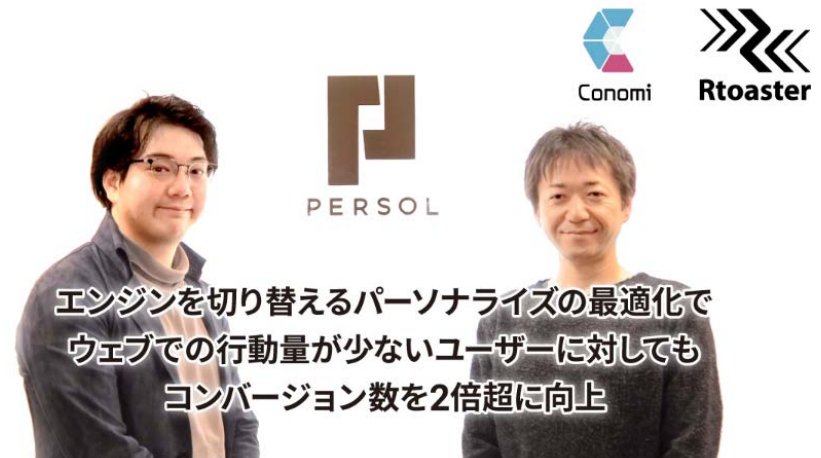 Conomi
Rtoaster
PERSOL
エンジンを切り替えるパーソナライズの最適化で
ウェブでの行動量が少ないユーザーに対しても
コンバージョン数を2倍超に向上